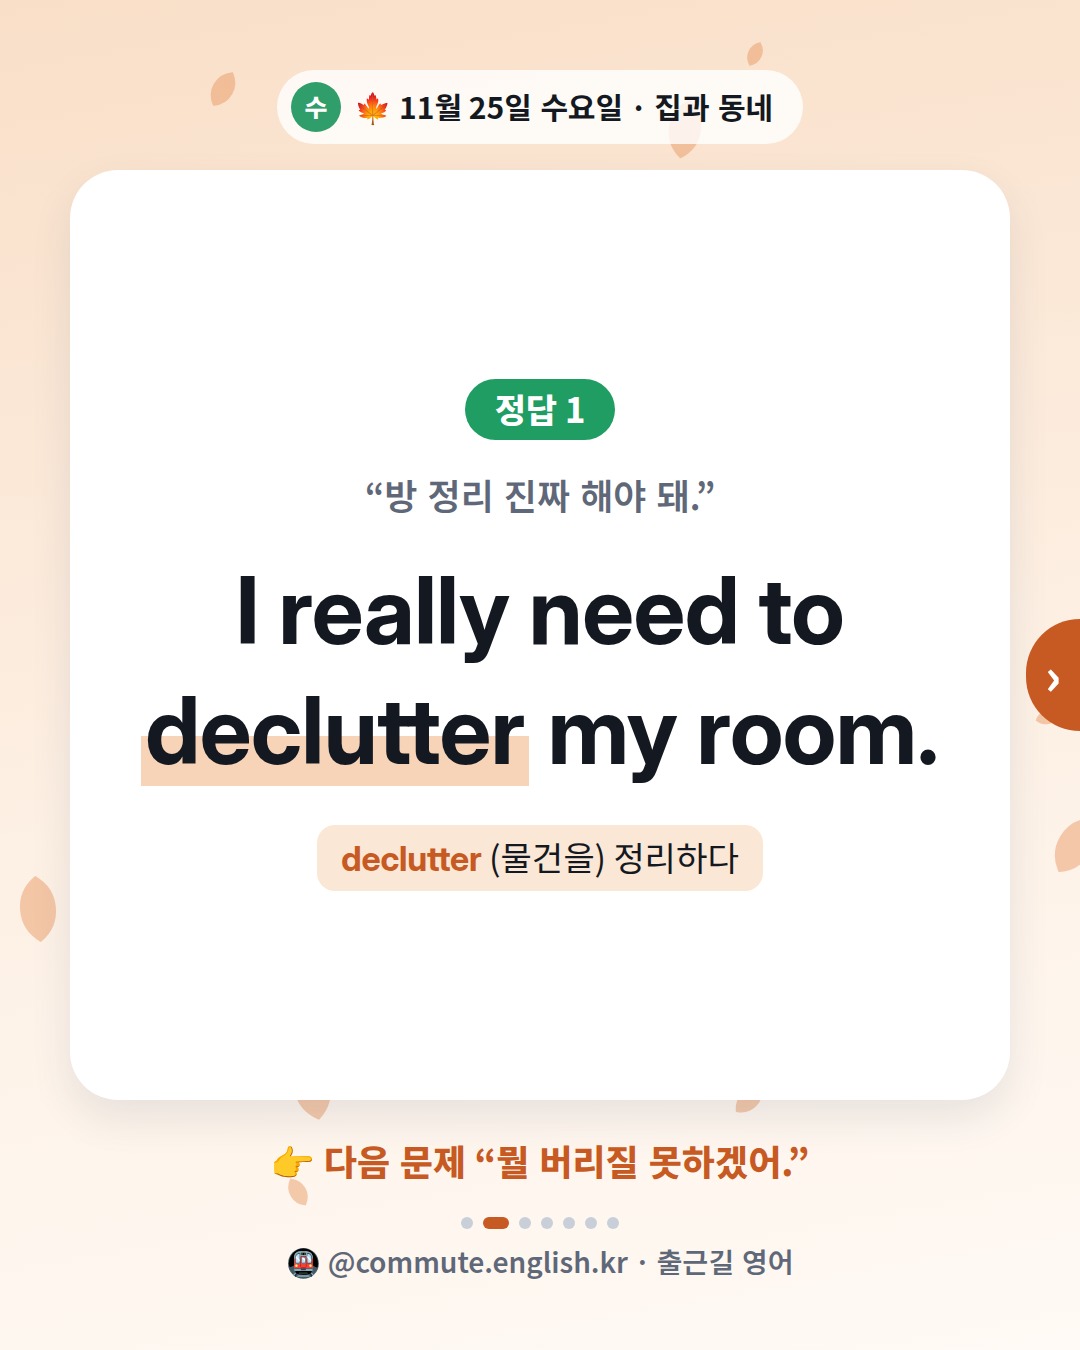 수 🍁 11월 25일 수요일 · 집과 동네
정답 1
“방 정리 진짜 해야 돼.”
I really need to
declutter my room.
declutter (물건을) 정리하다
👉 다음 문제 “뭘 버리질 못하겠어.”
🚇 @commute.english.kr · 출근길 영어